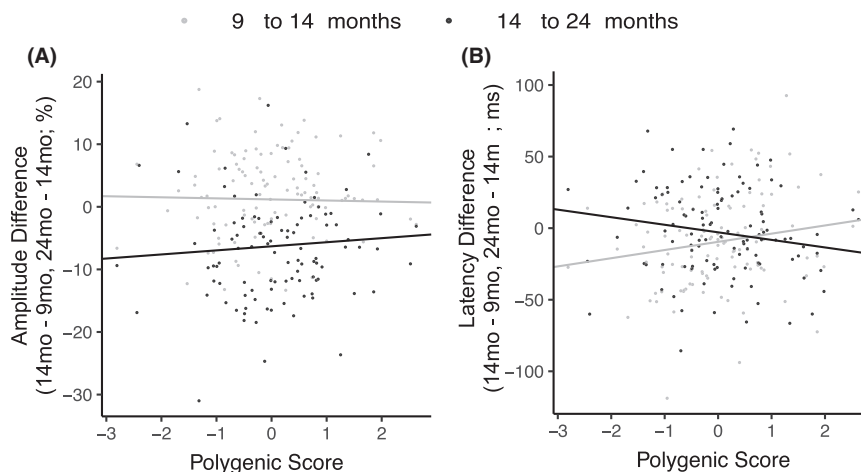 9 to 14 months 14 to 24 months
(A)
Amplitude Difference
(14mo - 9mo, 24mo - 14mo; %)
20
10
0
−10
−20
−30
−3 −2 −1 0 1 2
Polygenic Score
(B)
Latency Difference
(14mo - 9mo, 24mo - 14m ; ms)
100
50
0
−50
−100
−3 −2 −1 0 1 2
Polygenic Score